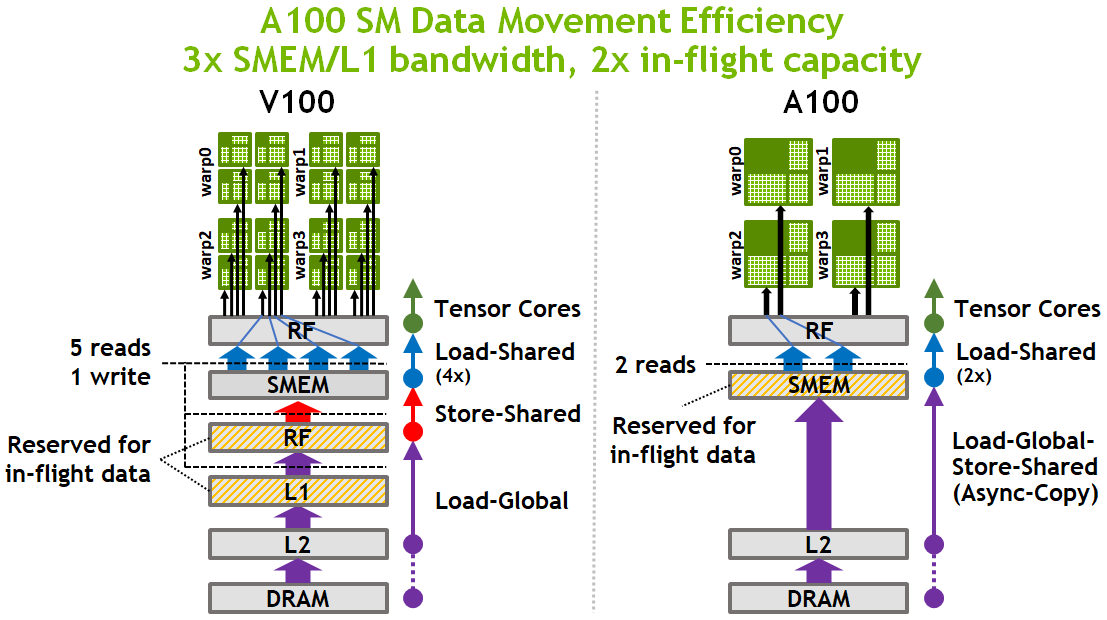 A100 SM Data Movement Efficiency
3x SMEM/L1 bandwidth, 2x in-flight capacity
V100
warp0
warp1
warp2
warp3
RF
5 reads
1 write
SMEM
RF
Reserved for
in-flight data
L1
L2
DRAM
Tensor Cores
Load-Shared
(4x)
Store-Shared
Load-Global
A100
warp0
warp1
warp2
warp3
RF
2 reads
SMEM
Reserved for
in-flight data
L2
DRAM
Tensor Cores
Load-Shared
(2x)
Load-Global-
Store-Shared
(Async-Copy)